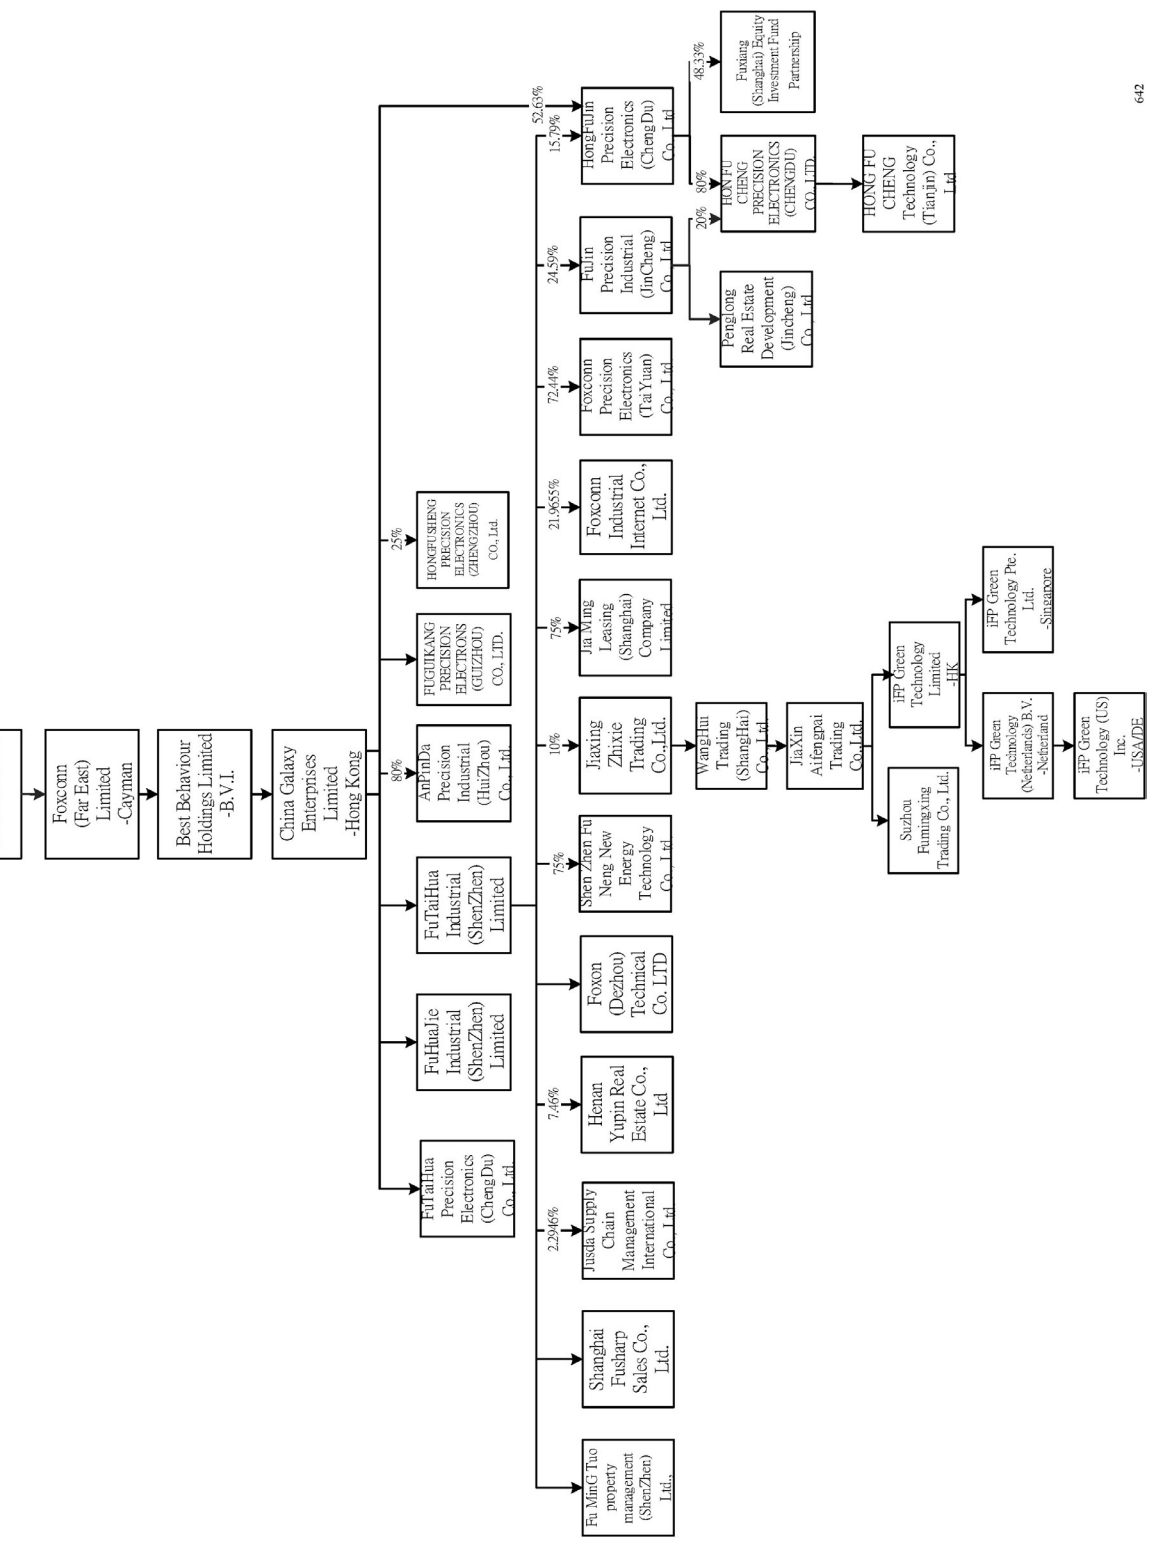 Foxconn
(Far East)
Limited
-Cayman
Best Behaviour
Holdings Limited
-B.V.I.
China Galaxy
Enterprises
Limited
-Hong Kong
FuTaiHua
Precision
Electronics
(ChengDu)
Co., Ltd.
FuHuaJie
Industrial
(ShenZhen)
Limited
FuTaiHua
Industrial
(ShenZhen)
Limited
80%
AnPinDa
Precision
Industrial
(HuiZhou)
Co., Ltd.
FUGUIKANG
PRECISION
ELECTRONS
(GUIZHOU)
CO., LTD.
25%
HONGFUSHENG
PRECISION
ELECTRONICS
(ZHENGZHOU)
CO., Ltd.
52.63%
Fu MinG Tuo
property
management
(ShenZhen)
Ltd.,
Shanghai
Fusharp
Sales Co.,
Ltd.
2.2946%
Jusda Supply
Chain
Management
International
Co., Ltd
7.46%
Henan
Yupin Real
Estate Co.,
Ltd
Foxon
(Dezhou)
Technical
Co. LTD
75%
Shen Zhen Fu
Neng New
Energy
Technology
Co., Ltd
10%
Jiaxing
Zhixie
Trading
Co.,Ltd.
75%
Jia Ming
Leasing
(Shanghai)
Company
Limited
21.9655%
Foxconn
Industrial
Internet Co.,
Ltd.
72.44%
Foxconn
Precision
Electronics
(TaiYuan)
Co., Ltd
24.59%
FuJin
Precision
Industrial
(JinCheng)
Co., Ltd
15.79%
HongFuJin
Precision
Electronics
(ChengDu)
Co., Ltd
WangHui
Trading
(ShangHai)
Co., Ltd.
Penglong
Real Estate
Development
(Jincheng)
Co., Ltd
20%
80%
HON FU
CHENG
PRECISION
ELECTRONICS
(CHENGDU)
CO., LTD.
48.33%
Fuxiang
(Shanghai) Equity
Investment Fund
Partnership
JiaXin
Aifengpai
Trading
Co.,Ltd.
HONG FU
CHENG
Technology
(Tianjin) Co.,
Ltd
Suzhou
Fumingxing
Trading Co., Ltd.
iFP Green
Technology
Limited
-HK
iFP Green
Technology
(Netherlands) B.V.
-Netherland
iFP Green
Technology Pte.
Ltd.
-Singapore
iFP Green
Technology (US)
Inc.
-USA/DE
642